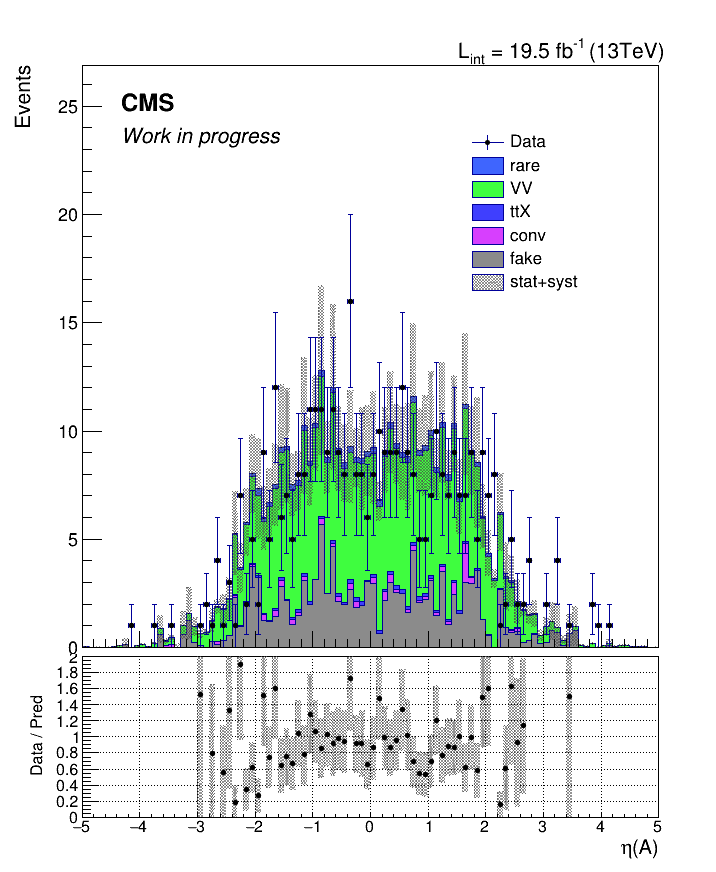 L_int = 19.5 fb^-1 (13TeV)
Events
CMS
Work in progress
Data
rare
VV
ttX
conv
fake
stat+syst
25
20
15
10
5
0
Data / Pred
2
1.8
1.6
1.4
1.2
1
0.8
0.6
0.4
0.2
0
−5 −4 −3 −2 −1 0 1 2 3 4 5
η(A)